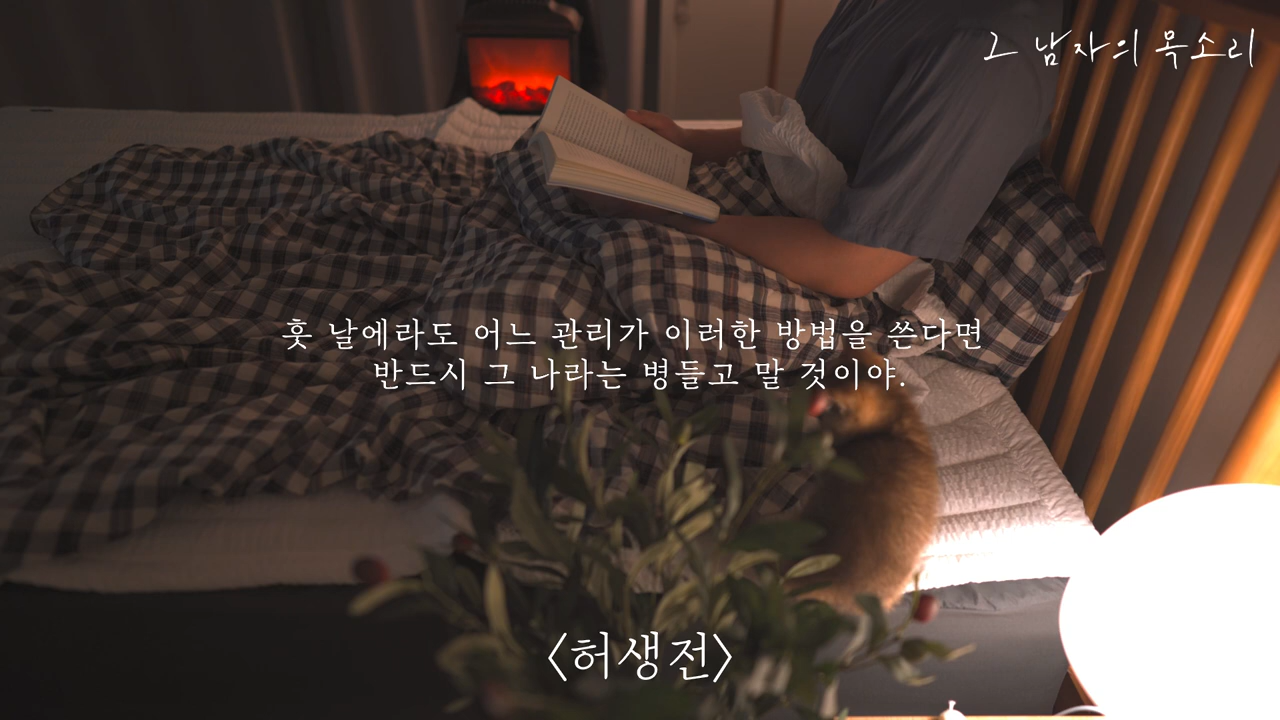 그 남자의 목소리
훗 날에라도 어느 관리가 이러한 방법을 쓴다면
반드시 그 나라는 병들고 말 것이야.
〈허생전〉